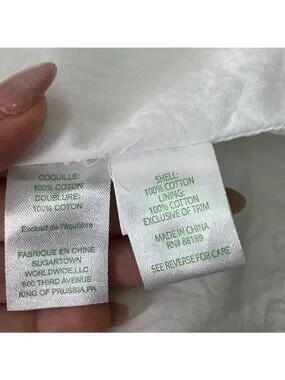 COQUILLE:
100% COTON
DOUBLURE:
100% COTON
Exclusif de l'équilibre
FABRIQUE EN CHINE
SUGARTOWN
WORLDWIDE,LLC
800 THIRD AVENUE
KING OF PRUSSIA,PA
SHELL:
100% COTTON
LINING:
100% COTTON
EXCLUSIVE OF TRIM
MADE IN CHINA
RN# 88189
SEE REVERSE FOR CARE